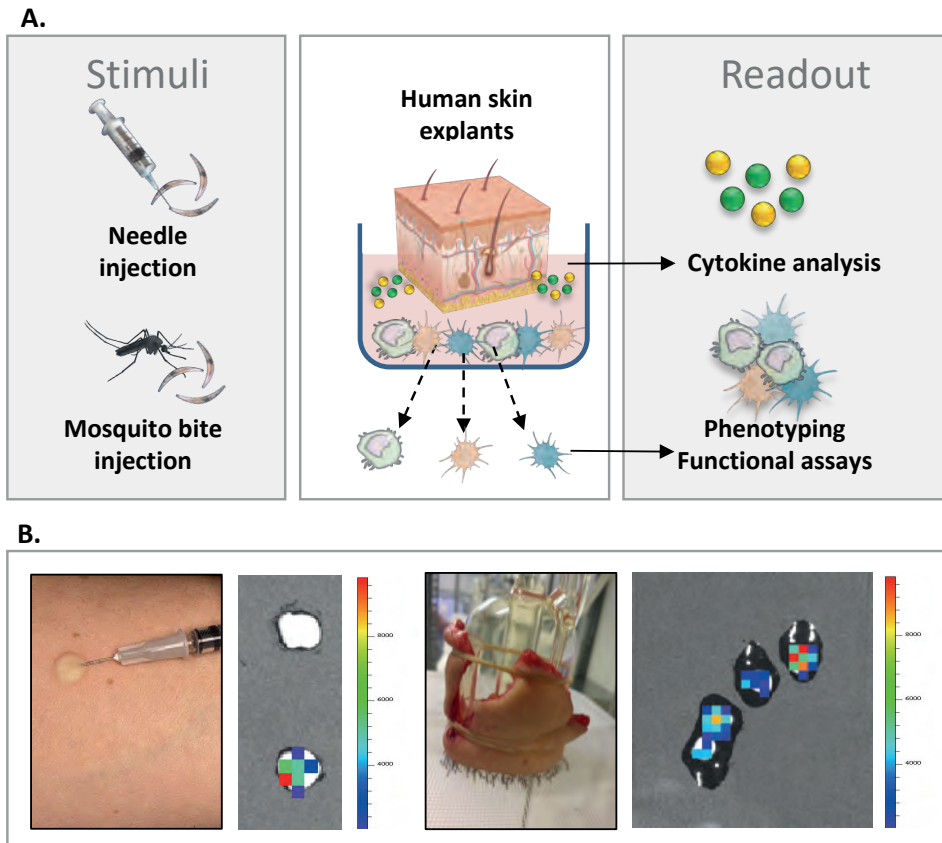 A.
Stimuli
Needle
injection
Mosquito bite
injection
Human skin
explants
Readout
Cytokine analysis
Phenotyping
Functional assays
B.
8000
6000
4000
8000
6000
4000